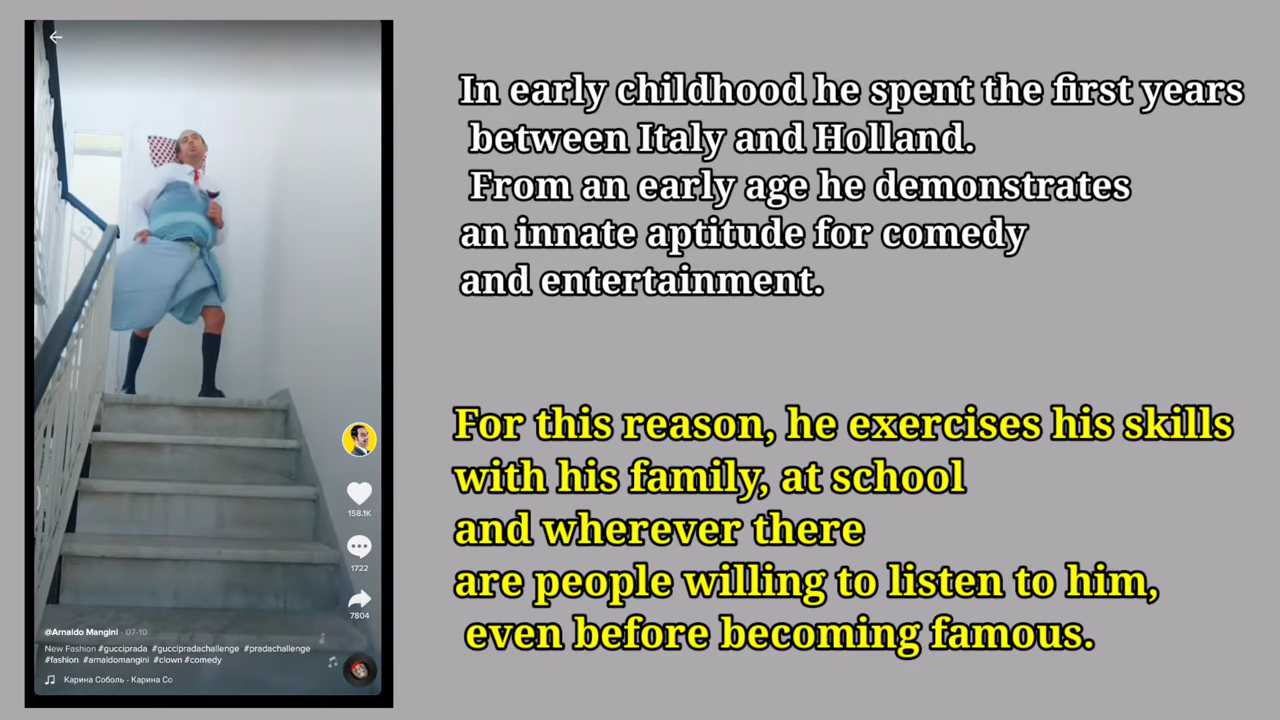 In early childhood he spent the first years
between Italy and Holland.
From an early age he demonstrates
an innate aptitude for comedy
and entertainment.
For this reason, he exercises his skills
with his family, at school
and wherever there
are people willing to listen to him,
even before becoming famous.
158.1K
1722
7804
@Arnaldo Mangini · 07-10
New Fashion #gucciprada #guccipradachallenge #pradachallenge
#fashion #arnaldomangini #clown #comedy
Карина Соболь - Карина Со